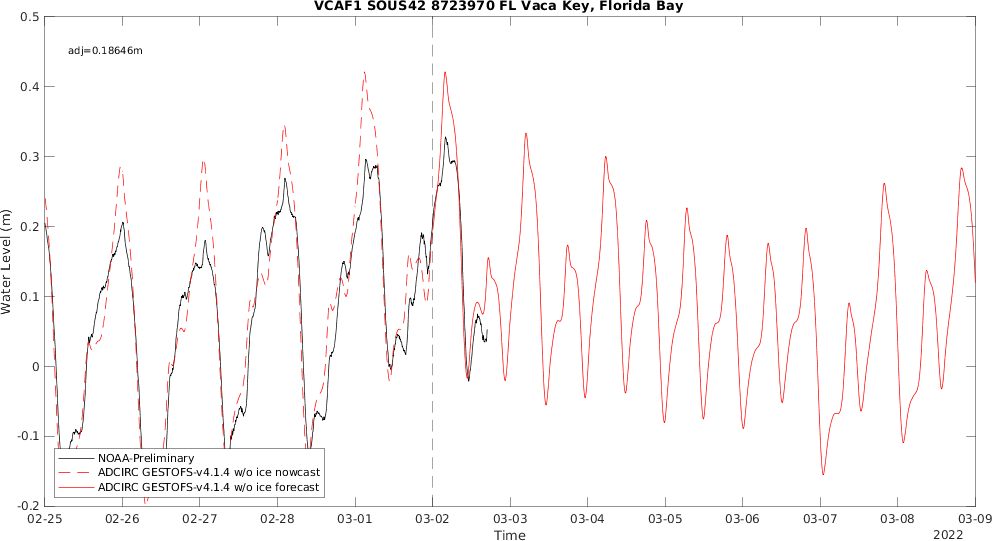 VCAF1 SOUS42 8723970 FL Vaca Key, Florida Bay
adj=0.18646m
Water Level (m)
0.5
0.4
0.3
0.2
0.1
0
-0.1
-0.2
NOAA-Preliminary
ADCIRC GESTOFS-v4.1.4 w/o ice nowcast
ADCIRC GESTOFS-v4.1.4 w/o ice forecast
02-25 02-26 02-27 02-28 03-01 03-02 03-03 03-04 03-05 03-06 03-07 03-08 03-09
Time
2022